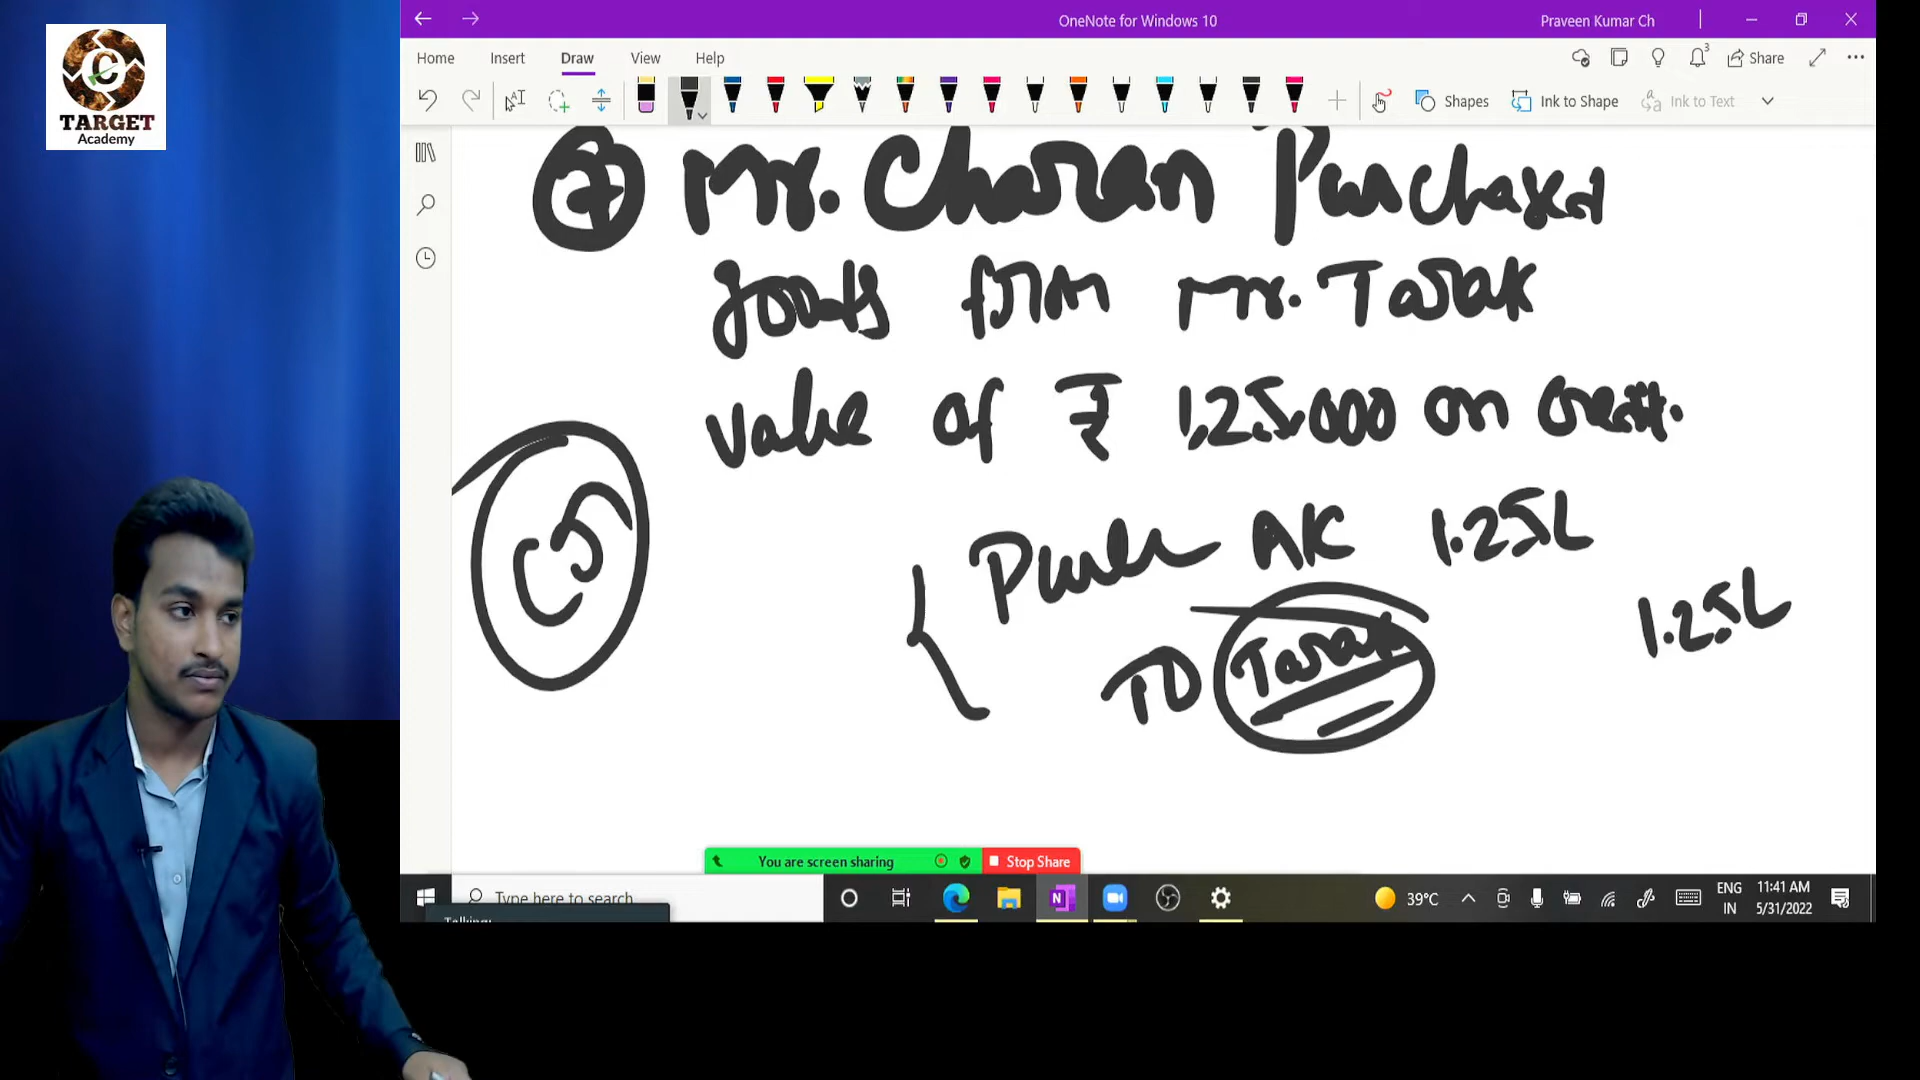 TARGET
Academy
OneNote for Windows 10
Praveen Kumar Ch
Home Insert Draw View Help
3
Share
Shapes Ink to Shape Ink to Text
Mr. Charan Purchased
goods from Mr. Tarak
value of ₹ 1,25,000 on Credit.
A/c 1.25L
To Tarak 1.25L
You are screen sharing Stop Share
Type here to search
Talking:
39°C
ENG
IN
11:41 AM
5/31/2022